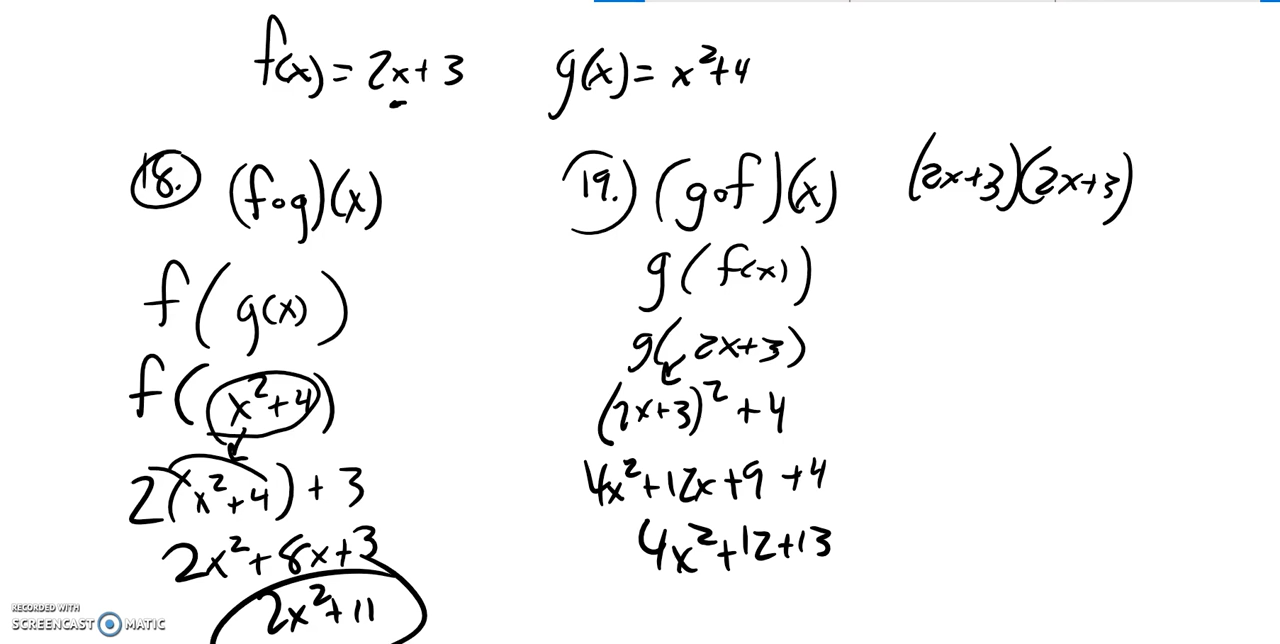 f(x) = 2x + 3
g(x) = x² + 4
18. (f∘g)(x)
f(g(x))
f(x² + 4)
2(x² + 4) + 3
2x² + 8x + 3
2x² + 11
19.) (g∘f)(x)
g(f(x))
g(2x + 3)
(2x + 3)² + 4
4x² + 12x + 9 + 4
4x² + 12 + 13
(2x + 3)(2x + 3)
RECORDED WITH
SCREENCAST MATIC